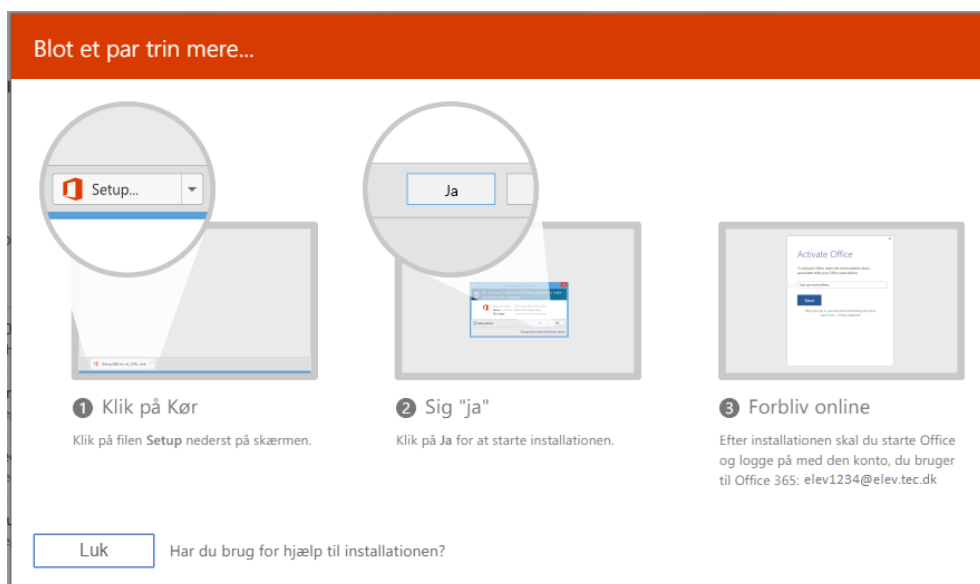 Blot et par trin mere...
Setup...
Ja
Activate Office
1 Klik på Kør
Klik på filen Setup nederst på skærmen.
2 Sig "ja"
Klik på Ja for at starte installationen.
3 Forbliv online
Efter installationen skal du starte Office
og logge på med den konto, du bruger
til Office 365: elev1234@elev.tec.dk
Luk
Har du brug for hjælp til installationen?